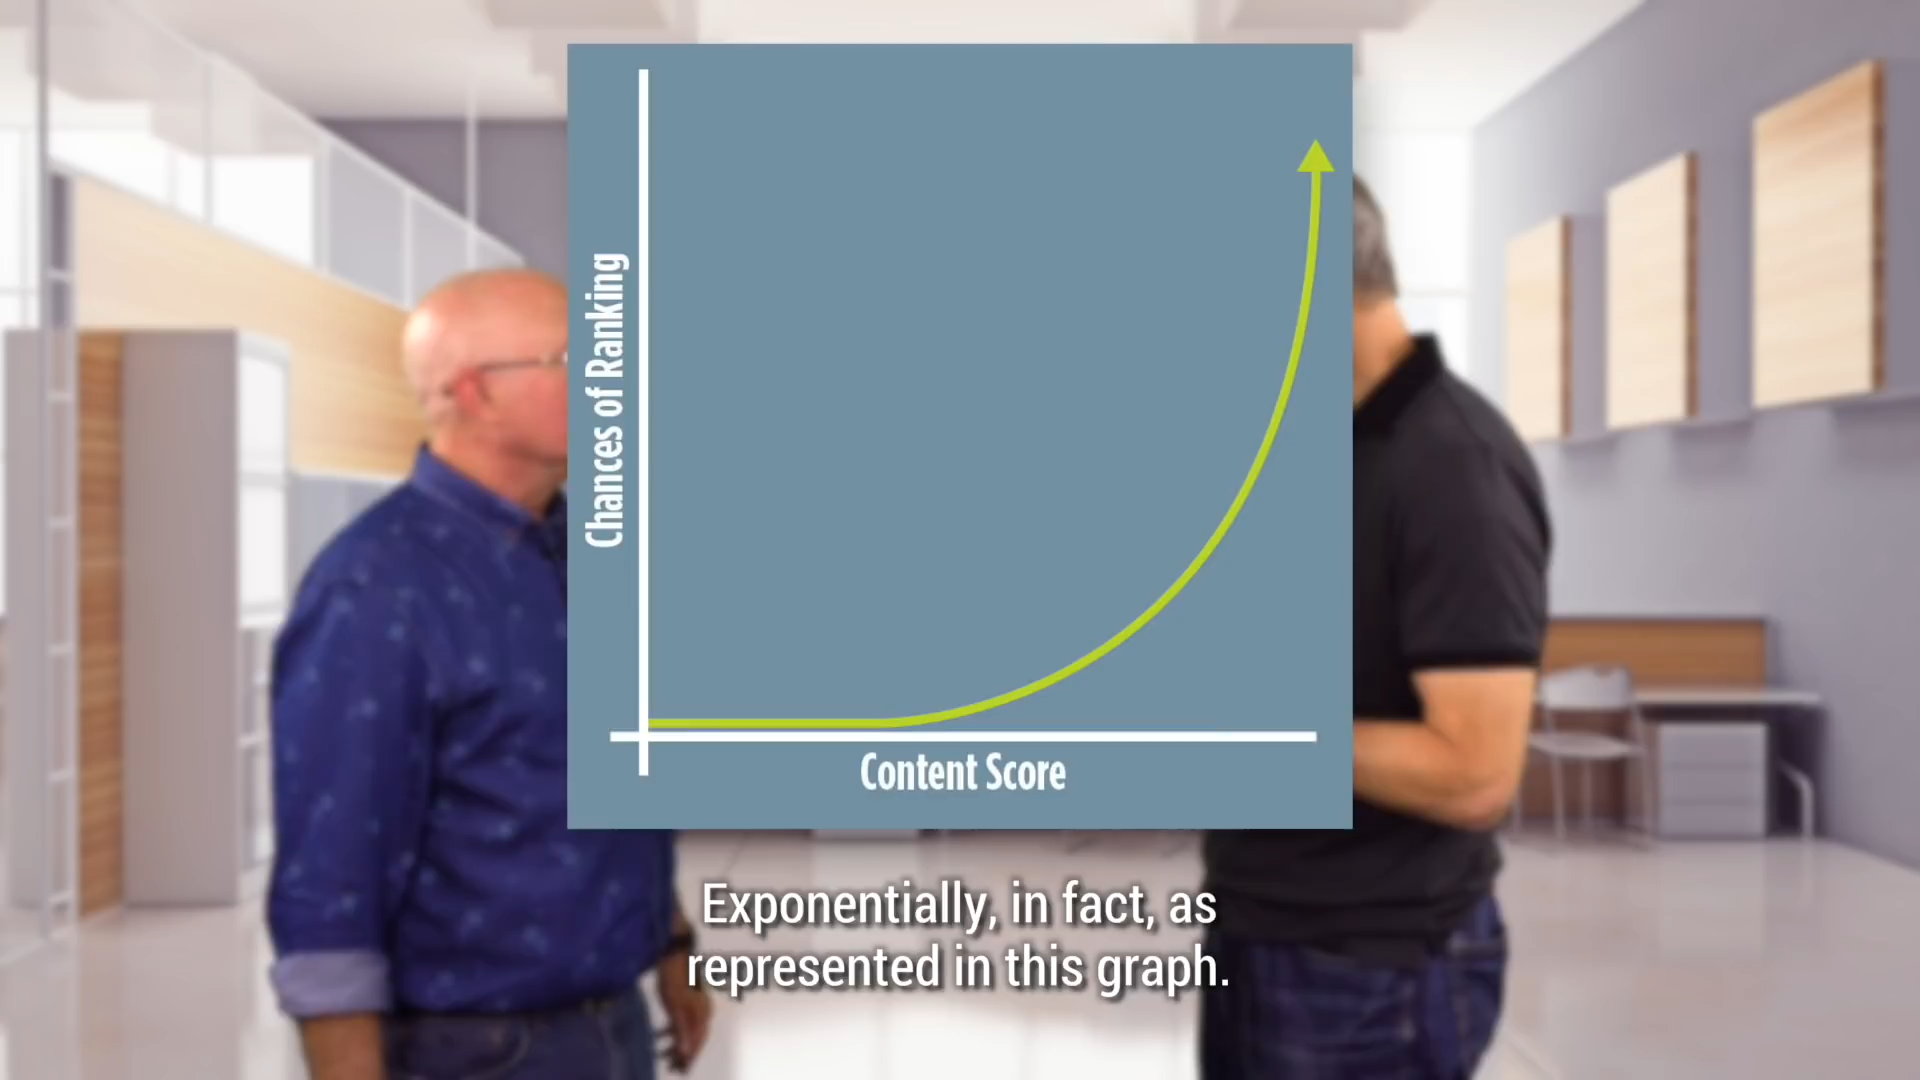 Chances of Ranking
Content Score
Exponentially, in fact, as
represented in this graph.